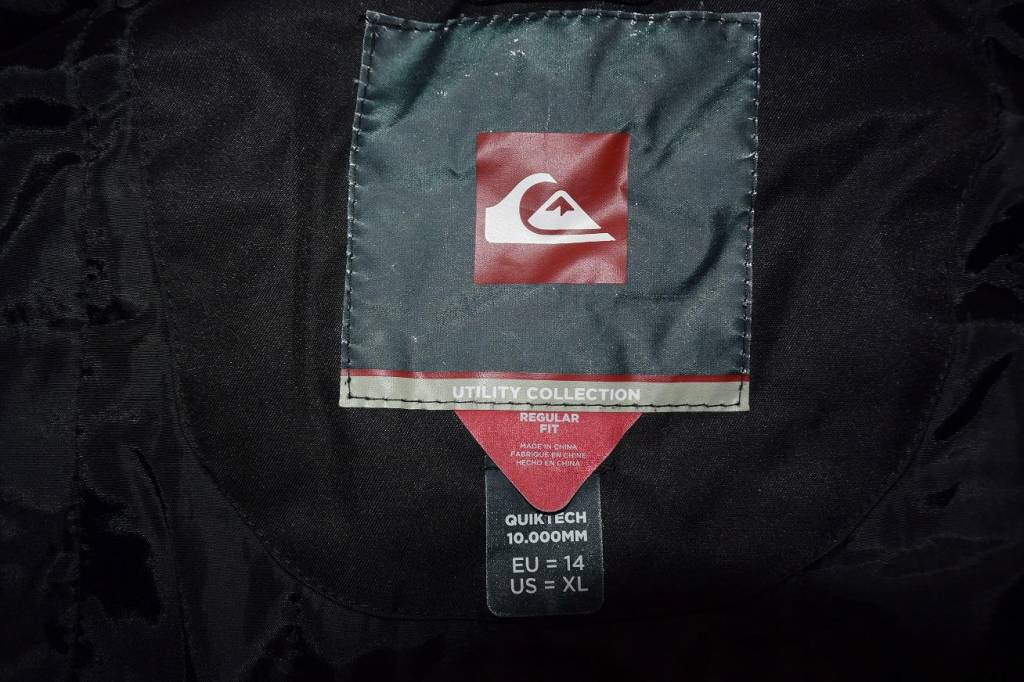 UTILITY COLLECTION
REGULAR
FIT
MADE IN CHINA
FABRIQUE EN CHINE
HECHO EN CHINA
QUIKTECH
10.000MM
EU = 14
US = XL